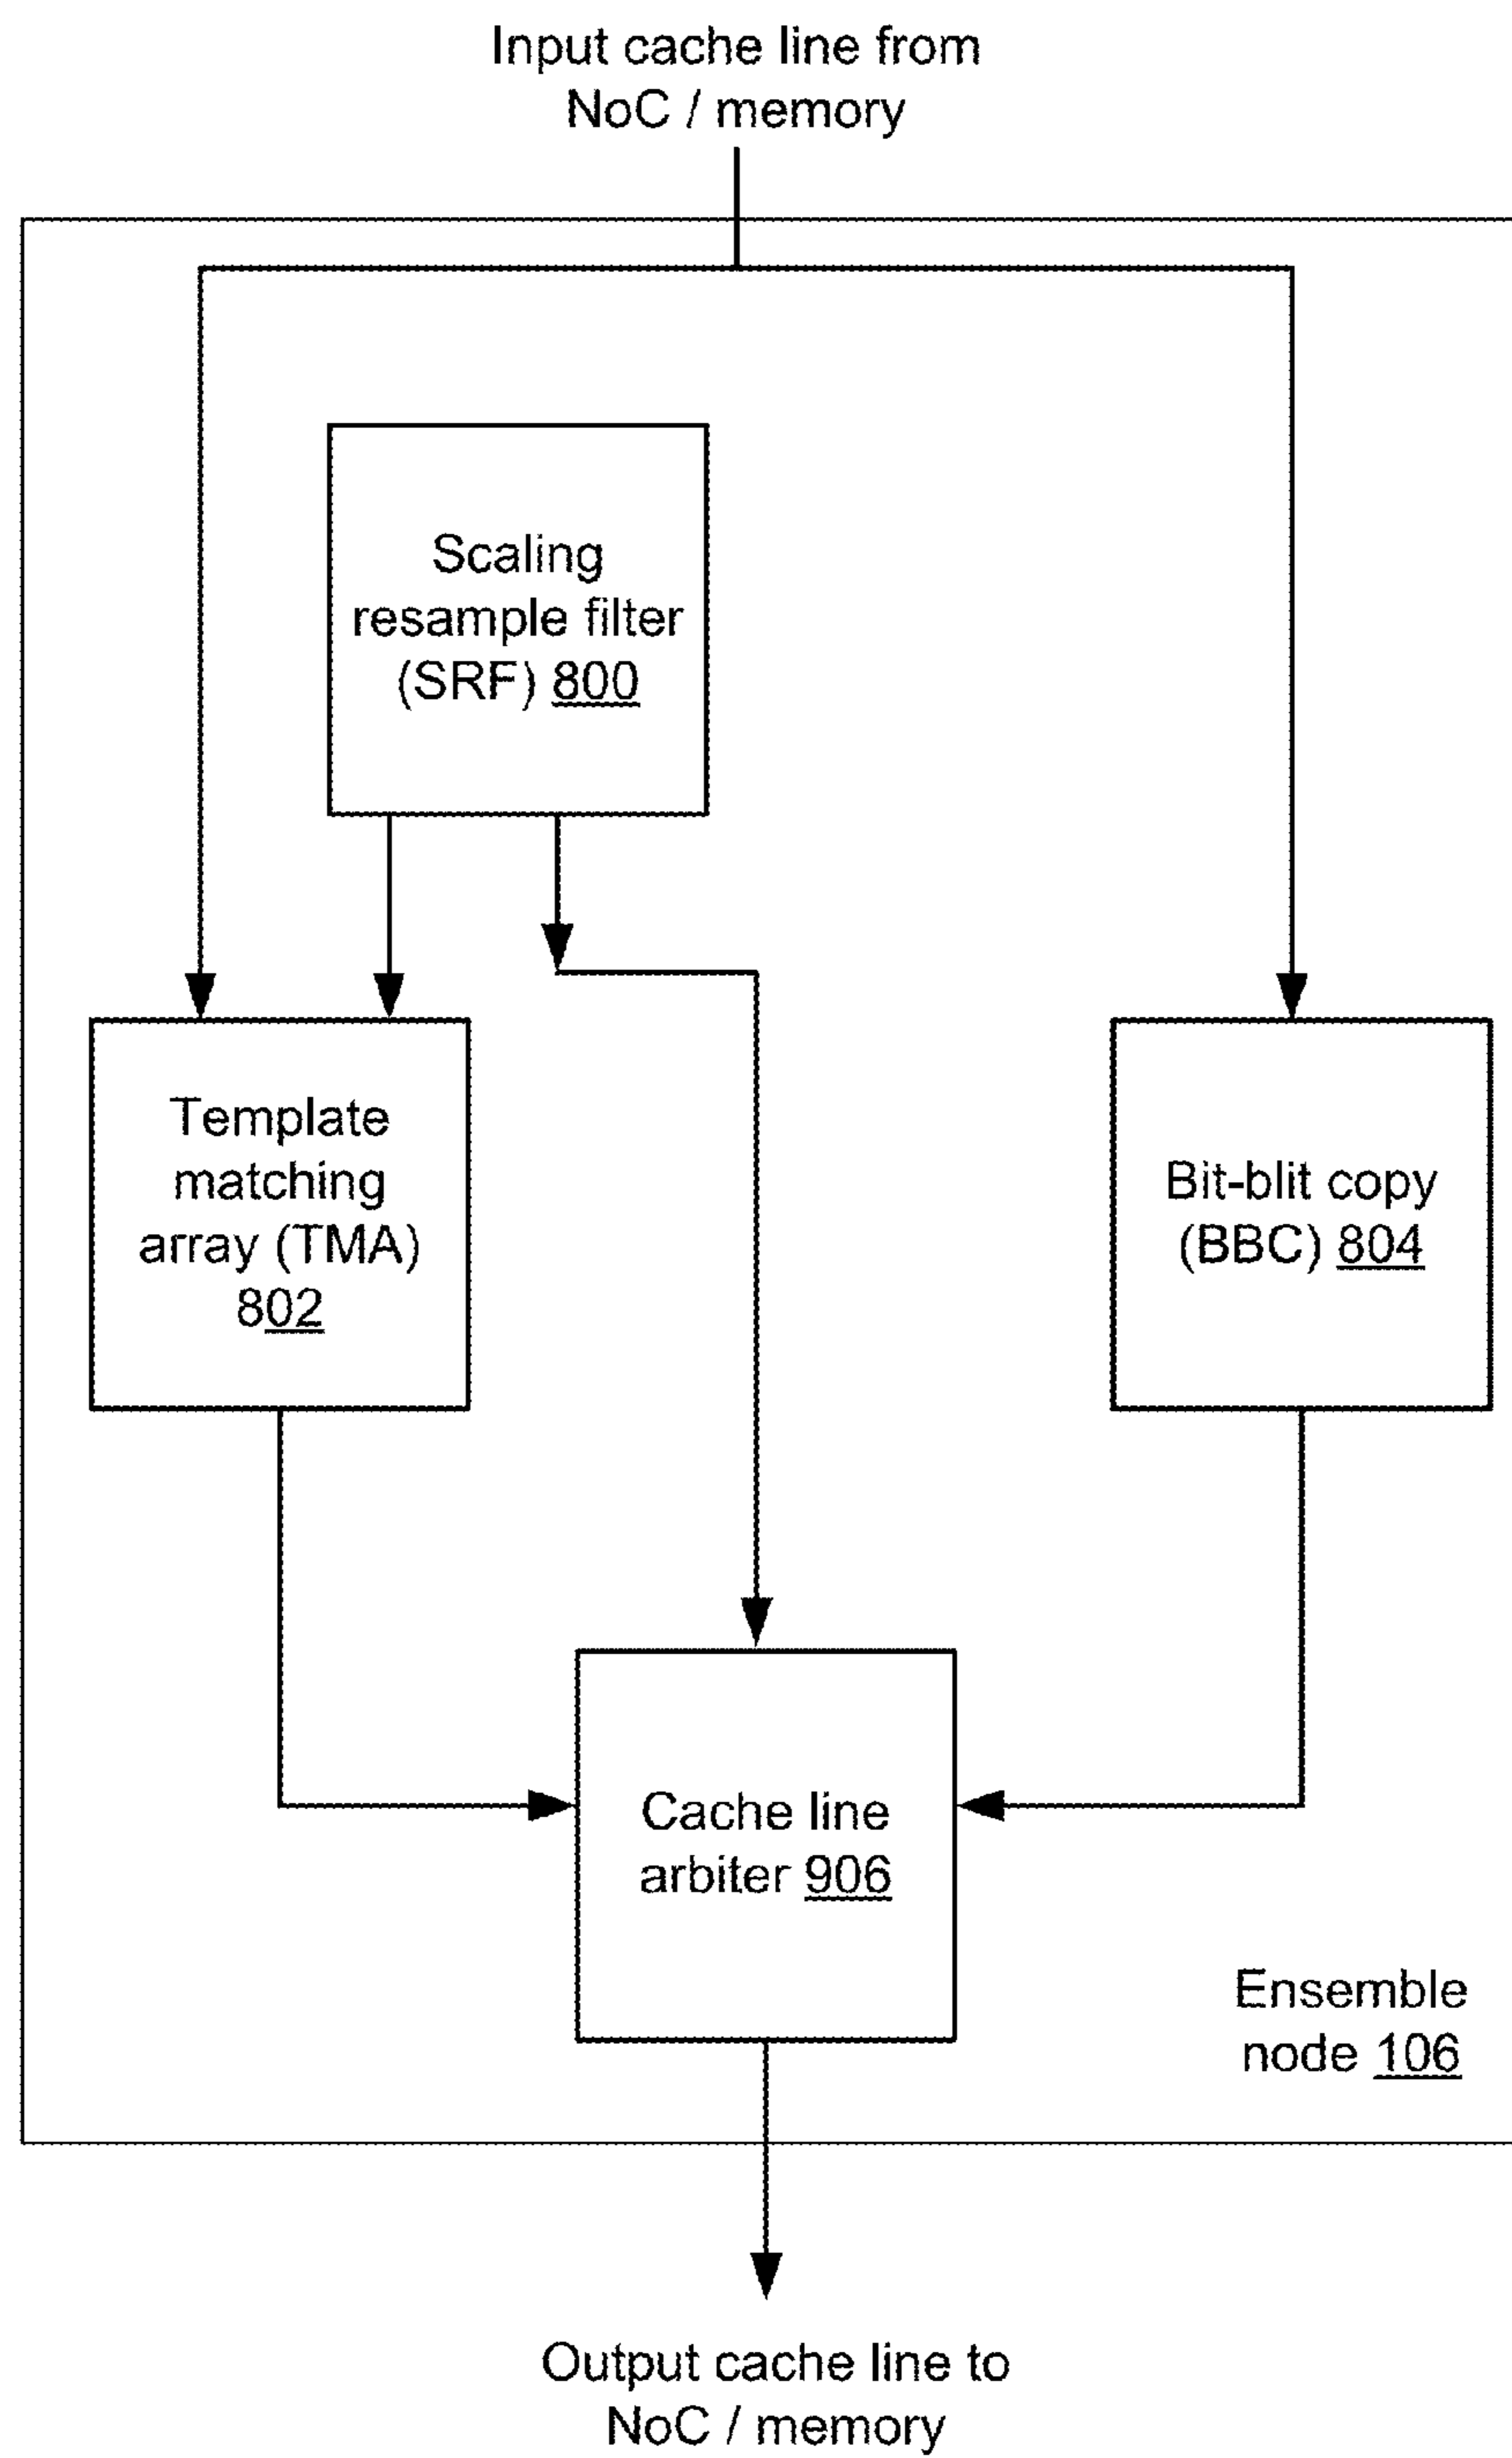 Input cache line from
NoC / memory
Scaling
resample filter
(SRF) 800
Template
matching
array (TMA)
802
Bit-blit copy
(BBC) 804
Cache line
arbiter 906
Ensemble
node 106
Output cache line to
NoC / memory